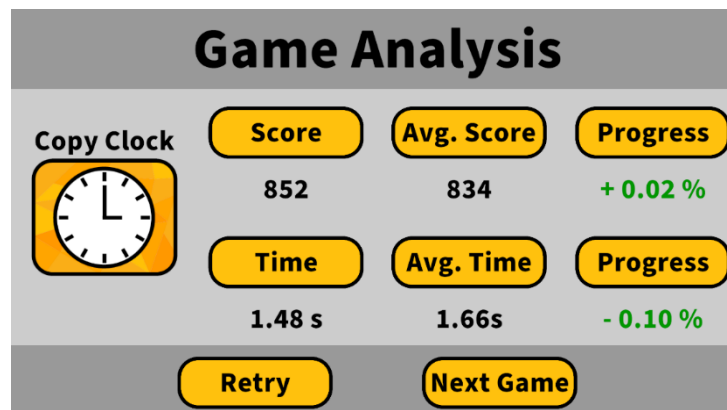 Game Analysis
Copy Clock
Score
Avg. Score
Progress
852
834
+ 0.02 %
Time
Avg. Time
Progress
1.48 s
1.66s
- 0.10 %
Retry
Next Game